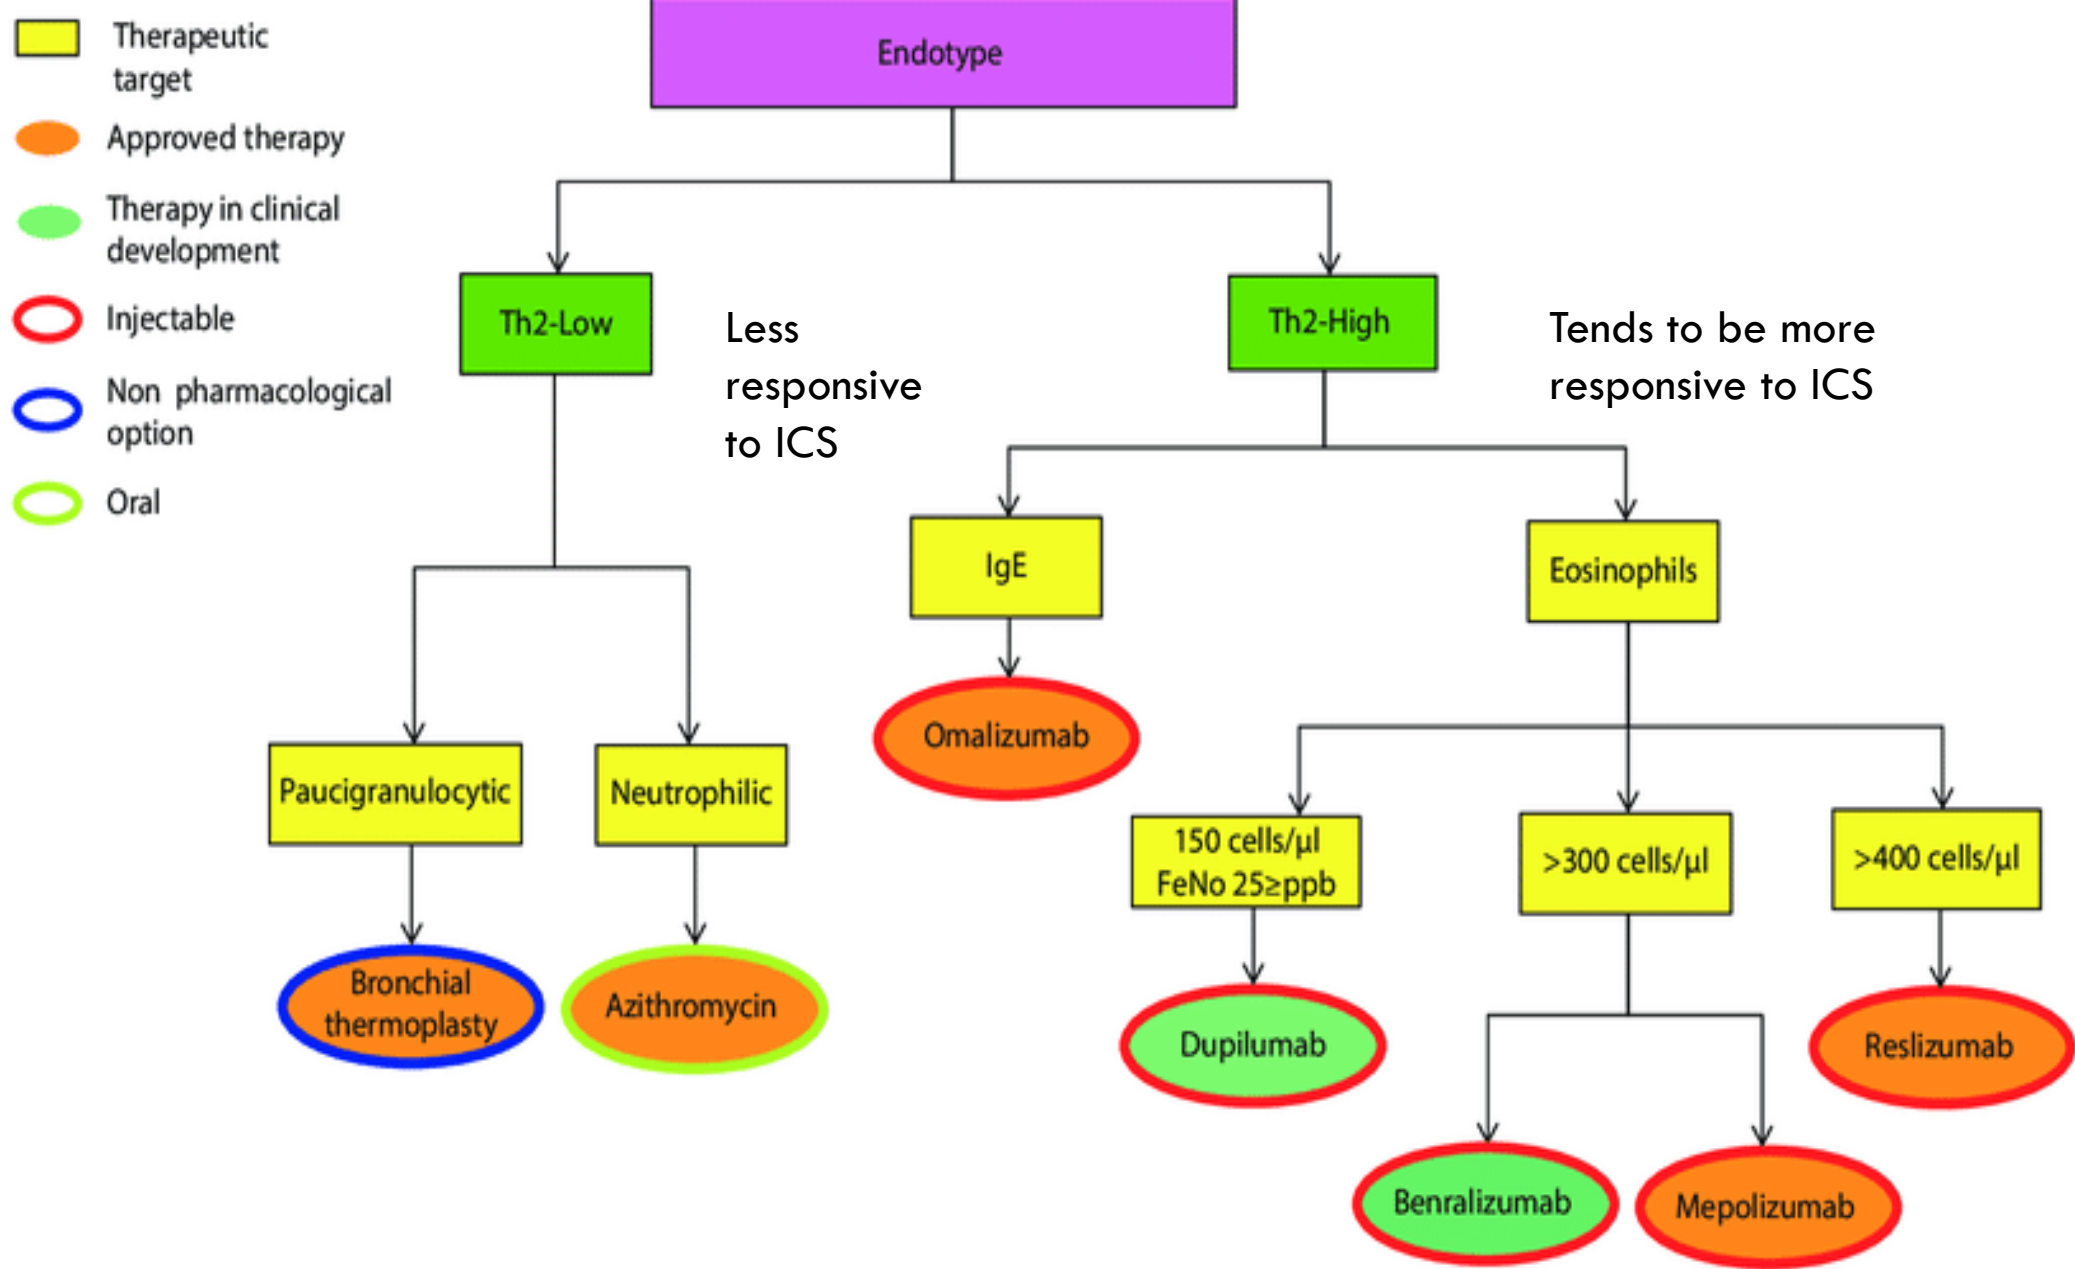 Therapeutic
target
Approved therapy
Therapy in clinical
development
Injectable
Non pharmacological
option
Oral
Endotype
Th2-Low
Less
responsive
to ICS
Th2-High
Tends to be more
responsive to ICS
IgE
Eosinophils
Omalizumab
Paucigranulocytic
Neutrophilic
150 cells/µl
FeNo 25≥ppb
>300 cells/µl
>400 cells/µl
Bronchial
thermoplasty
Azithromycin
Dupilumab
Reslizumab
Benralizumab
Mepolizumab